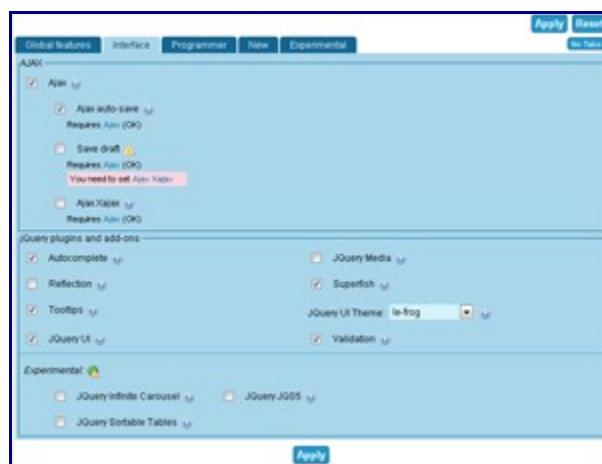 Apply Reset
Global features Interface Programmer New Experimental No Tabs
AJAX
Ajax
Ajax auto-save
Requires Ajax (OK)
Save draft
Requires Ajax (OK)
You need to set Ajax Xajax
Ajax Xajax
Requires Ajax (OK)
jQuery plugins and add-ons
Autocomplete JQuery Media
Reflection Superfish
Tooltips JQuery UI Theme: le-frog
JQuery UI Validation
Experimental:
JQuery Infinite Carousel JQuery JQS5
JQuery Sortable Tables
Apply